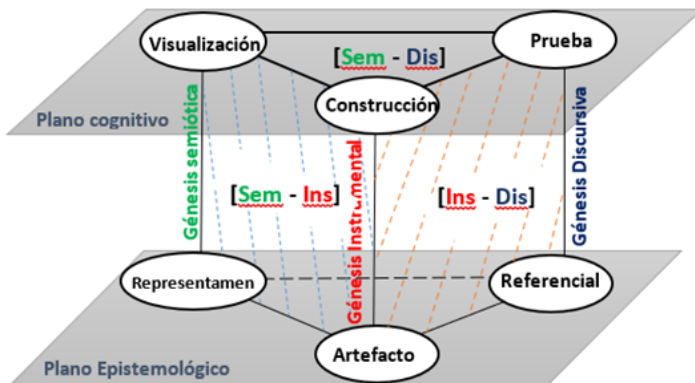 Visualización
Prueba
[Sem - Dis]
Construcción
Plano cognitivo
Génesis semiótica
Génesis Instrumental
Génesis Discursiva
[Sem - Ins]
[Ins - Dis]
Representamen
Referencial
Artefacto
Plano Epistemológico